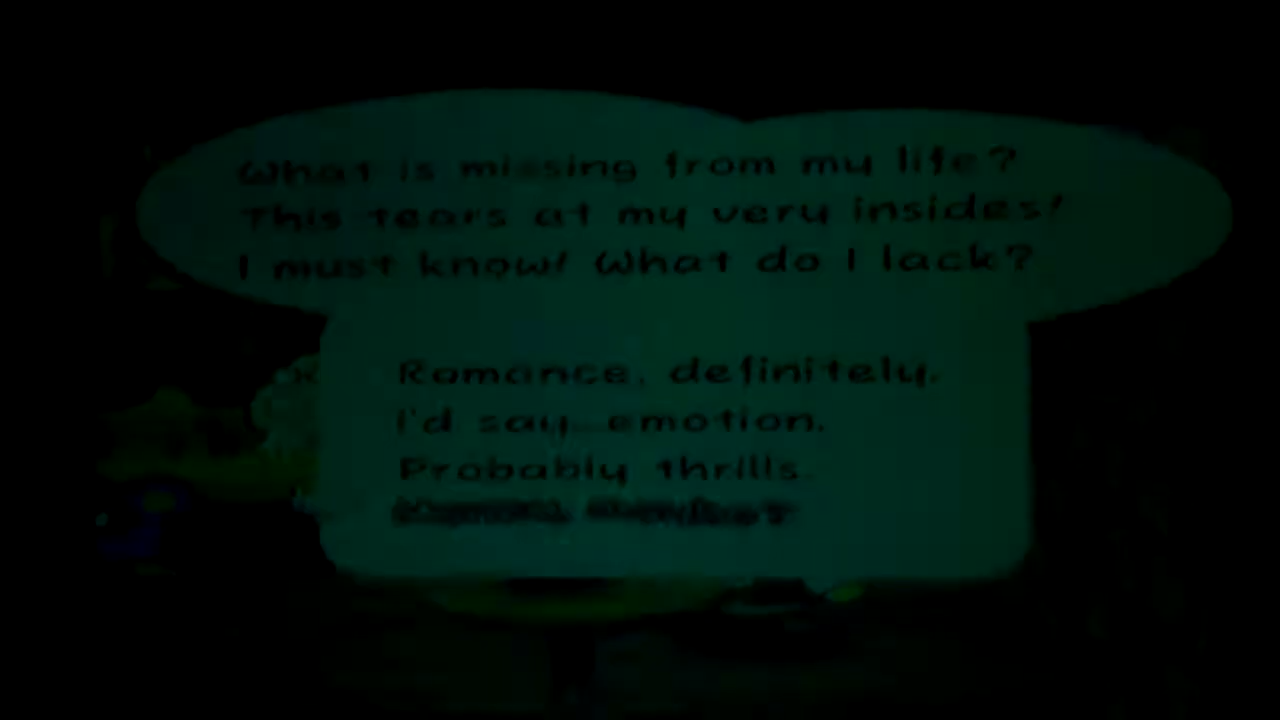 What is missing from my life?
This tears at my very insides!
I must know! What do I lack?
Romance, definitely.
I'd say...emotion.
Probably thrills.